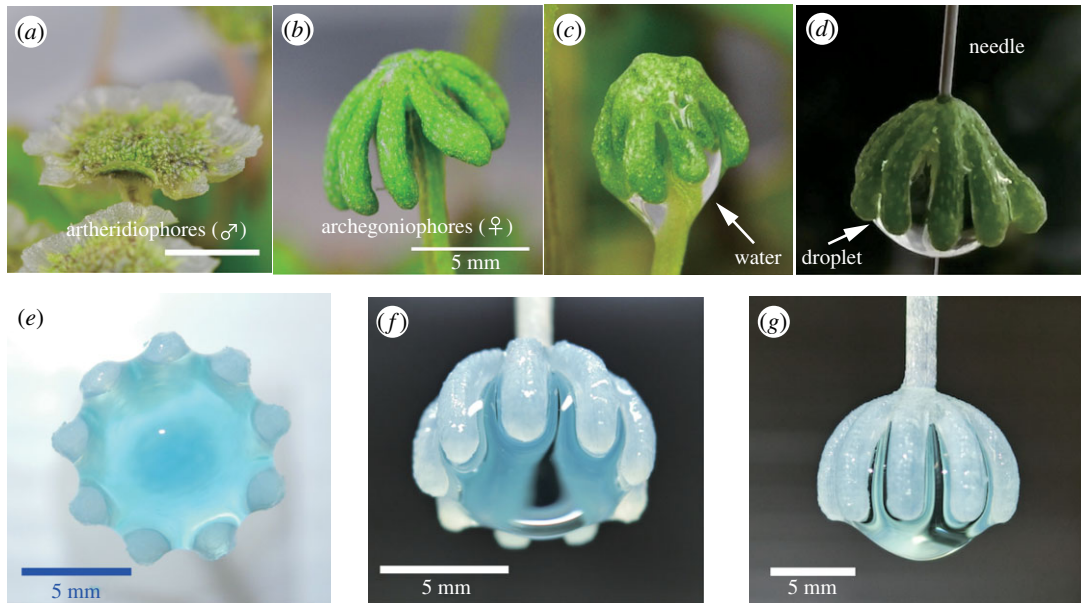 (a)
artheridiophores (♂)
(b)
archegoniophores (♀)
5 mm
(c)
water
(d)
needle
droplet
(e)
5 mm
(f)
5 mm
(g)
5 mm